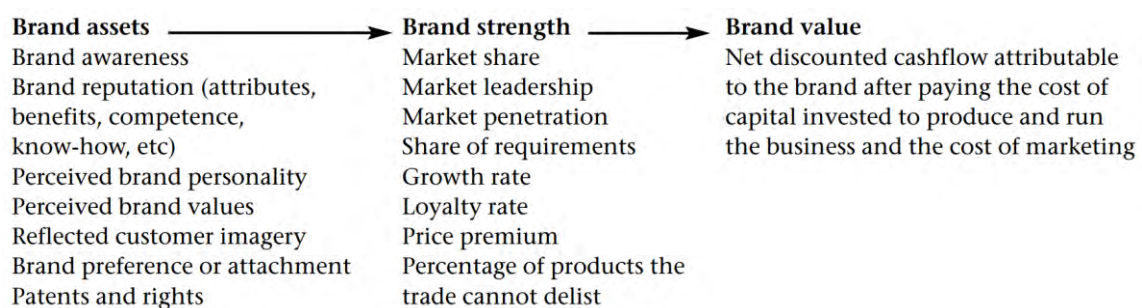 Brand assets
Brand awareness
Brand reputation (attributes,
benefits, competence,
know-how, etc)
Perceived brand personality
Perceived brand values
Reflected customer imagery
Brand preference or attachment
Patents and rights
Brand strength
Market share
Market leadership
Market penetration
Share of requirements
Growth rate
Loyalty rate
Price premium
Percentage of products the
trade cannot delist
Brand value
Net discounted cashflow attributable
to the brand after paying the cost of
capital invested to produce and run
the business and the cost of marketing